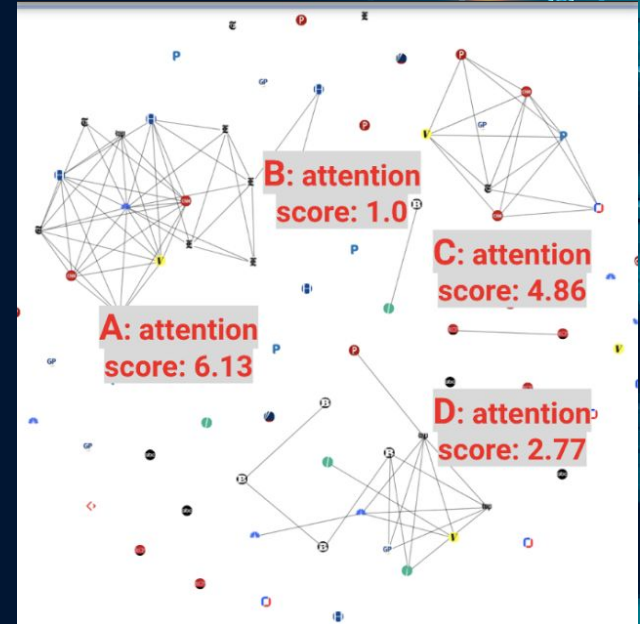 B: attention
score: 1.0
C: attention
score: 4.86
A: attention
score: 6.13
D: attention
score: 2.77